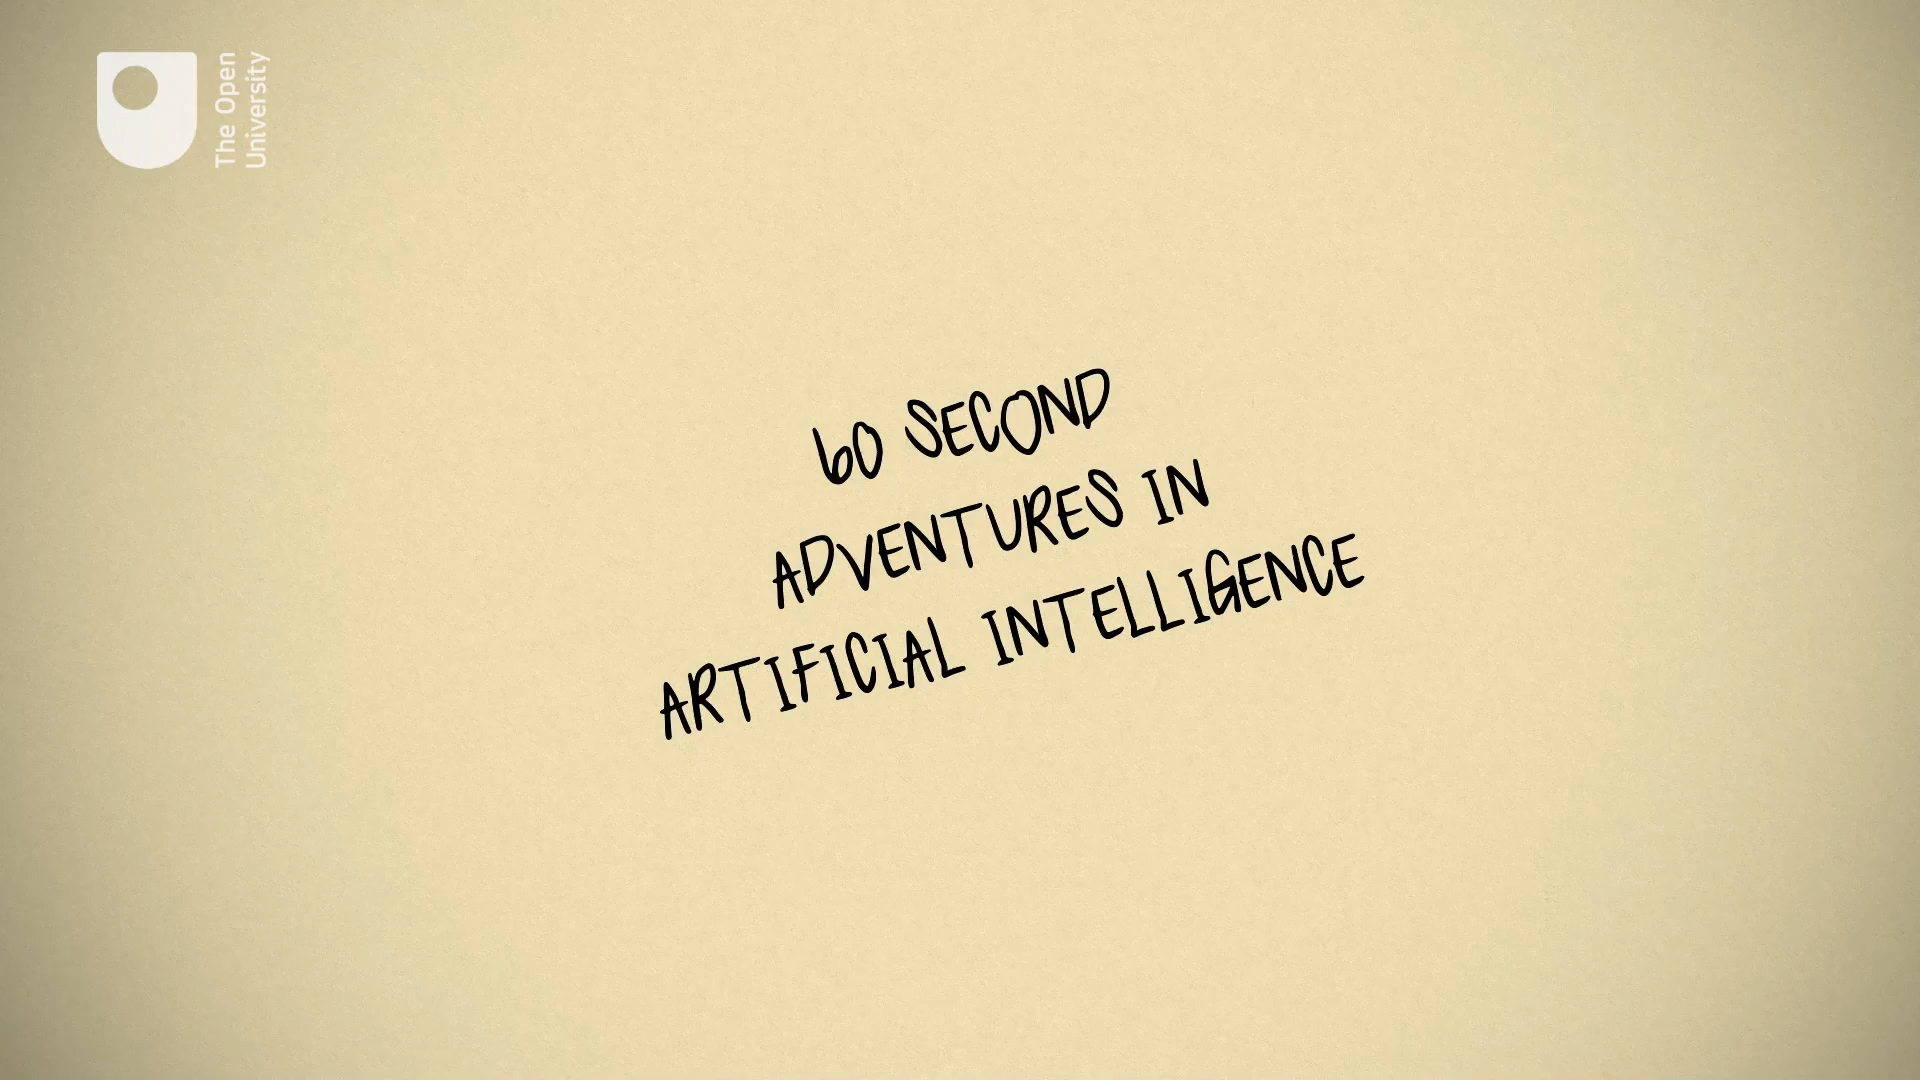 The Open
University
60 SECOND
ADVENTURES IN
ARTIFICIAL INTELLIGENCE